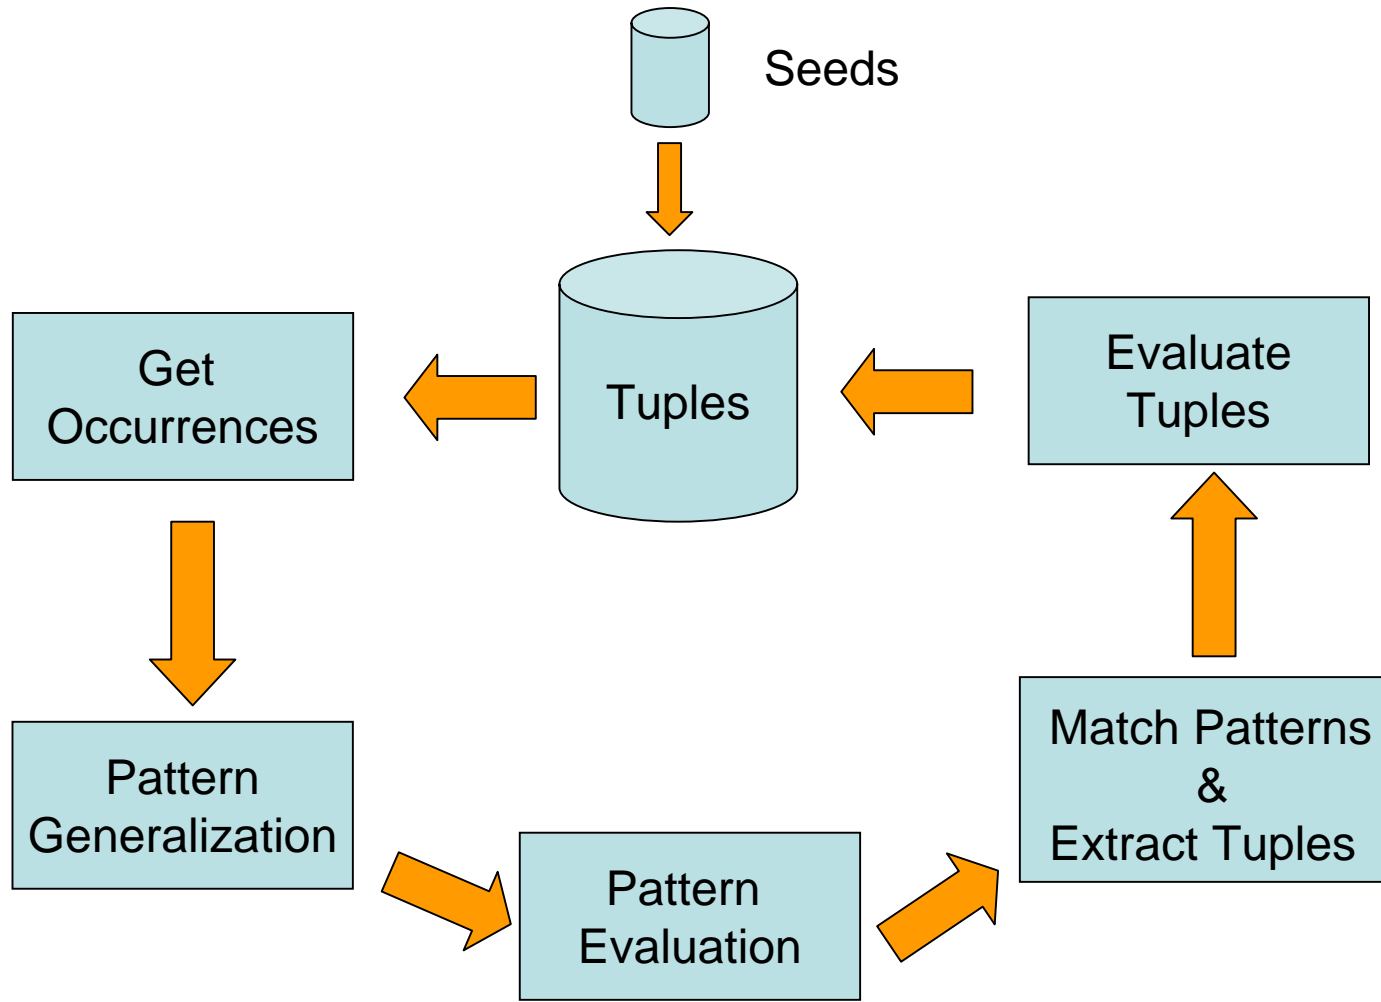 Seeds
Tuples
Get
Occurrences
Pattern
Generalization
Pattern
Evaluation
Match Patterns
&
Extract Tuples
Evaluate
Tuples